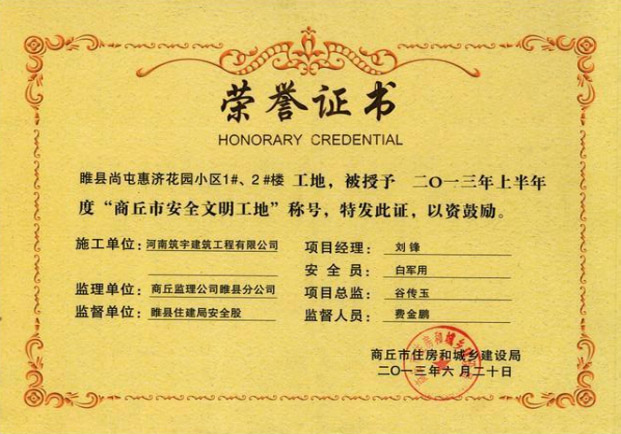 荣誉证书
HONORARY CREDENTIAL
睢县尚屯惠济花园小区1#、2#楼 工地，被授予 二〇一三年上半年
度“商丘市安全文明工地”称号，特发此证，以资鼓励。
施工单位：河南筑宇建筑工程有限公司 项目经理：刘锋
安全员：白军用
监理单位：商丘监理公司睢县分公司 项目总监：谷传玉
监督单位：睢县住建局安全股 监督人员：费金鹏
商丘市住房和城乡建设局
二〇一三年六月二十日